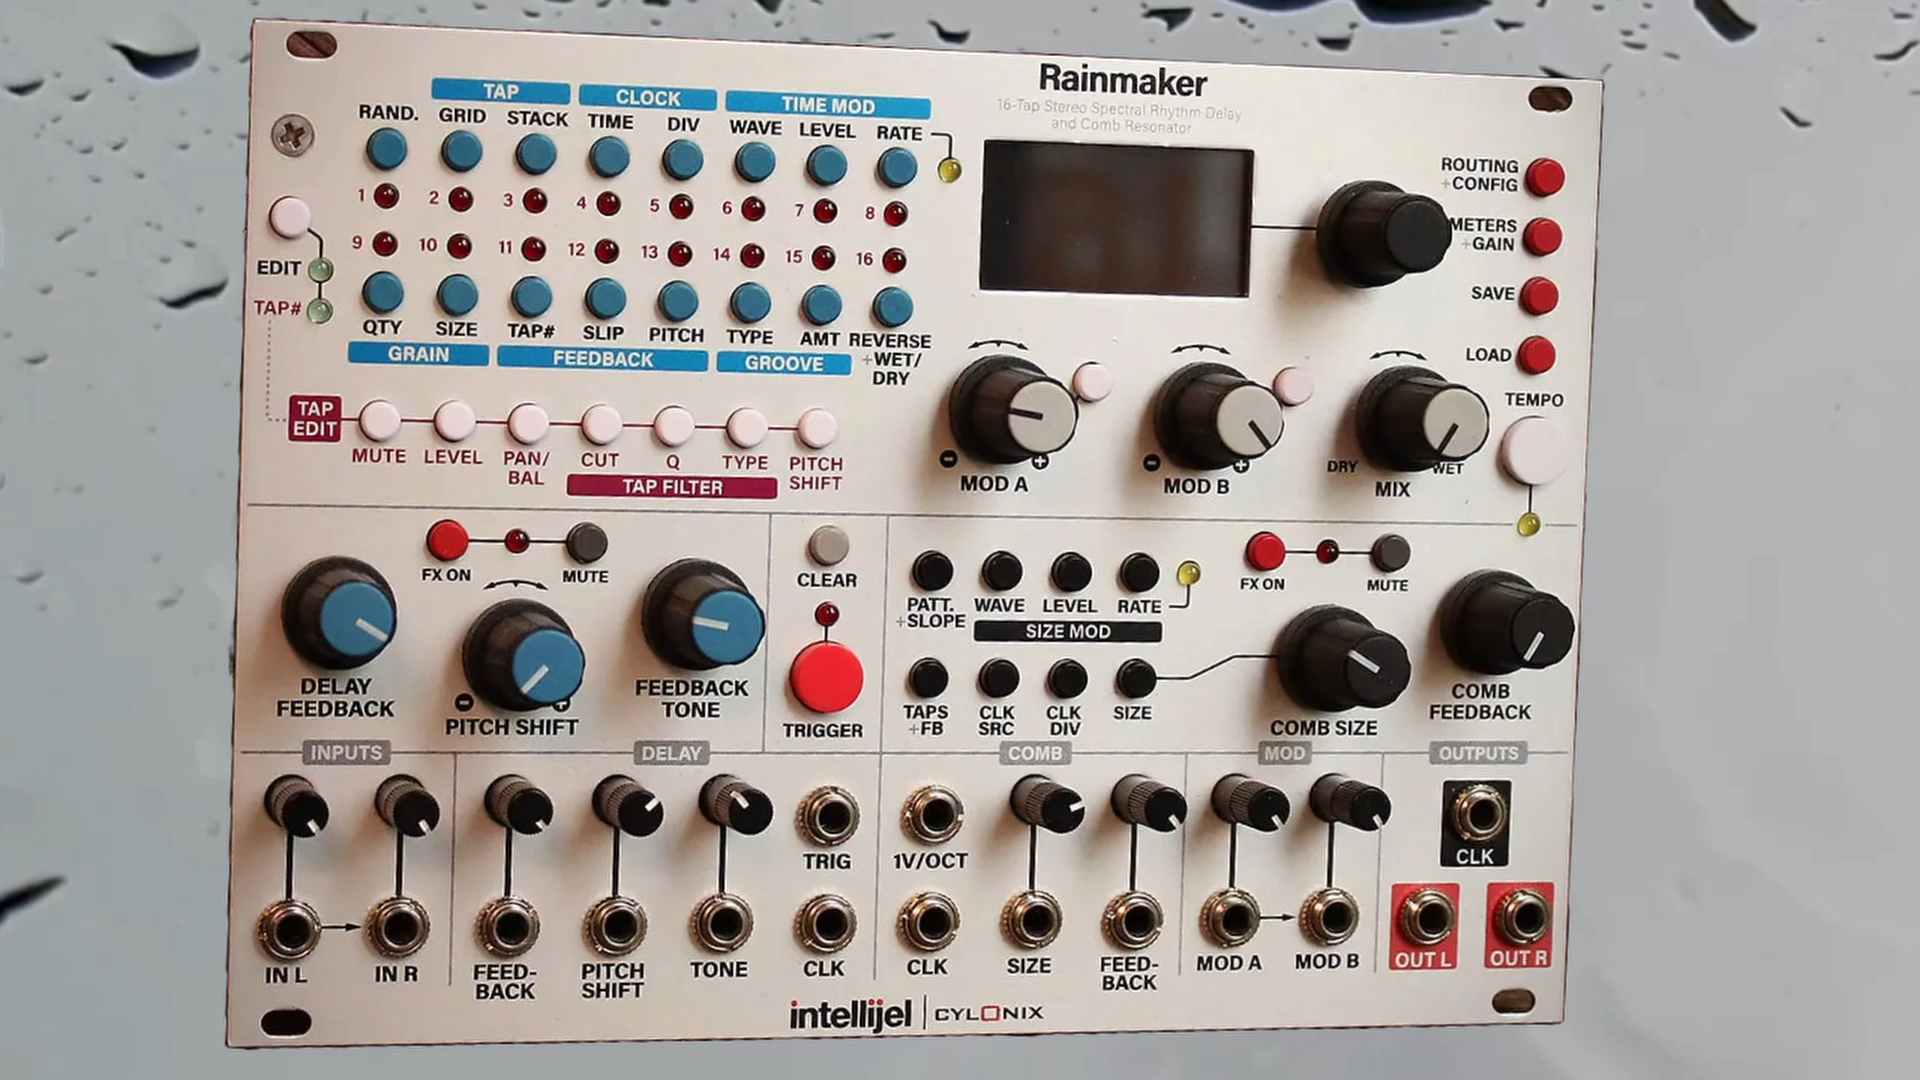 Rainmaker
16-Tap Stereo Spectral Rhythm Delay
and Comb Resonator
TAP CLOCK TIME MOD
RAND. GRID STACK TIME DIV WAVE LEVEL RATE
1 2 3 4 5 6 7 8
9 10 11 12 13 14 15 16
EDIT
TAP#
QTY SIZE TAP# SLIP PITCH TYPE AMT REVERSE
+WET/
DRY
GRAIN FEEDBACK GROOVE
ROUTING
+CONFIG
METERS
+GAIN
SAVE
LOAD
TEMPO
TAP
EDIT
MUTE LEVEL PAN/
BAL
CUT Q TYPE PITCH
SHIFT
TAP FILTER
- +
MOD A
- +
MOD B
DRY WET
MIX
FX ON MUTE
DELAY
FEEDBACK
- +
PITCH SHIFT
FEEDBACK
TONE
CLEAR
TRIGGER
PATT.
+SLOPE
WAVE LEVEL RATE
SIZE MOD
TAPS
+FB
CLK
SRC
CLK
DIV
SIZE
FX ON MUTE
COMB SIZE
COMB
FEEDBACK
INPUTS DELAY COMB MOD OUTPUTS
TRIG 1V/OCT CLK
IN L IN R
FEED-
BACK
PITCH
SHIFT
TONE CLK CLK SIZE
FEED-
BACK
MOD A MOD B OUT L OUT R
intellijel | CYLONIX